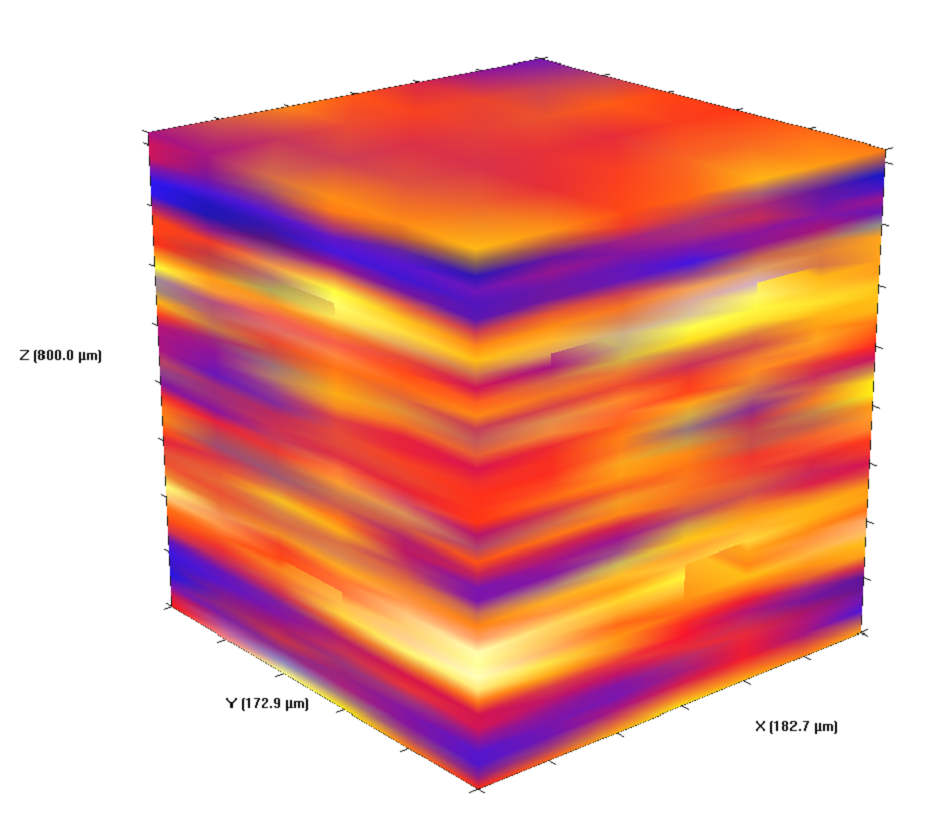 Z (800.0 µm)
Y (172.9 µm)
X (182.7 µm)